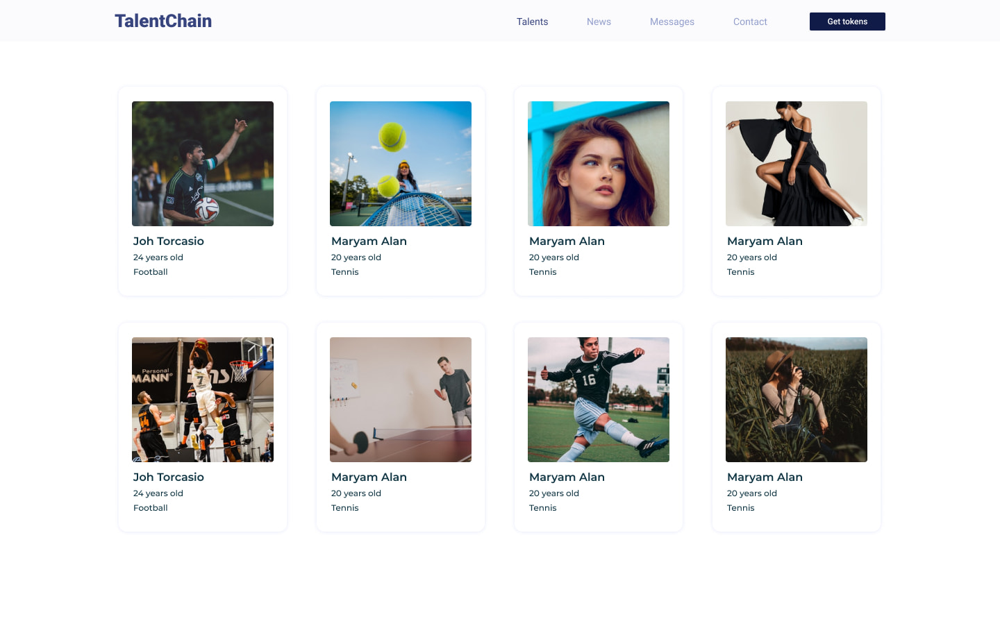 TalentChain
Talents
News
Messages
Contact
Get tokens
adidas
Joh Torcasio
24 years old
Football
Maryam Alan
20 years old
Tennis
Maryam Alan
20 years old
Tennis
Maryam Alan
20 years old
Tennis
Personal
MANN®
7
Joh Torcasio
24 years old
Football
Maryam Alan
20 years old
Tennis
16
Maryam Alan
20 years old
Tennis
Maryam Alan
20 years old
Tennis